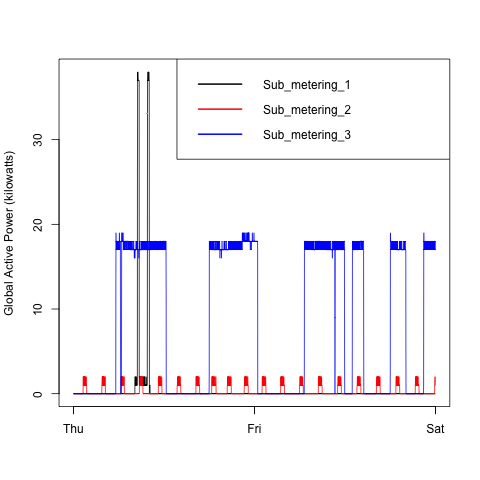 Sub_metering_1
Sub_metering_2
Sub_metering_3
Global Active Power (kilowatts)
30
20
10
0
Thu Fri Sat